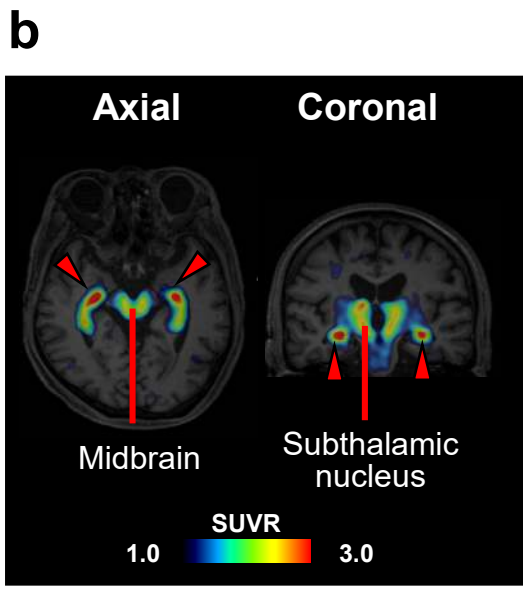 b
Axial
Coronal
Midbrain
Subthalamic
nucleus
SUVR
1.0
3.0